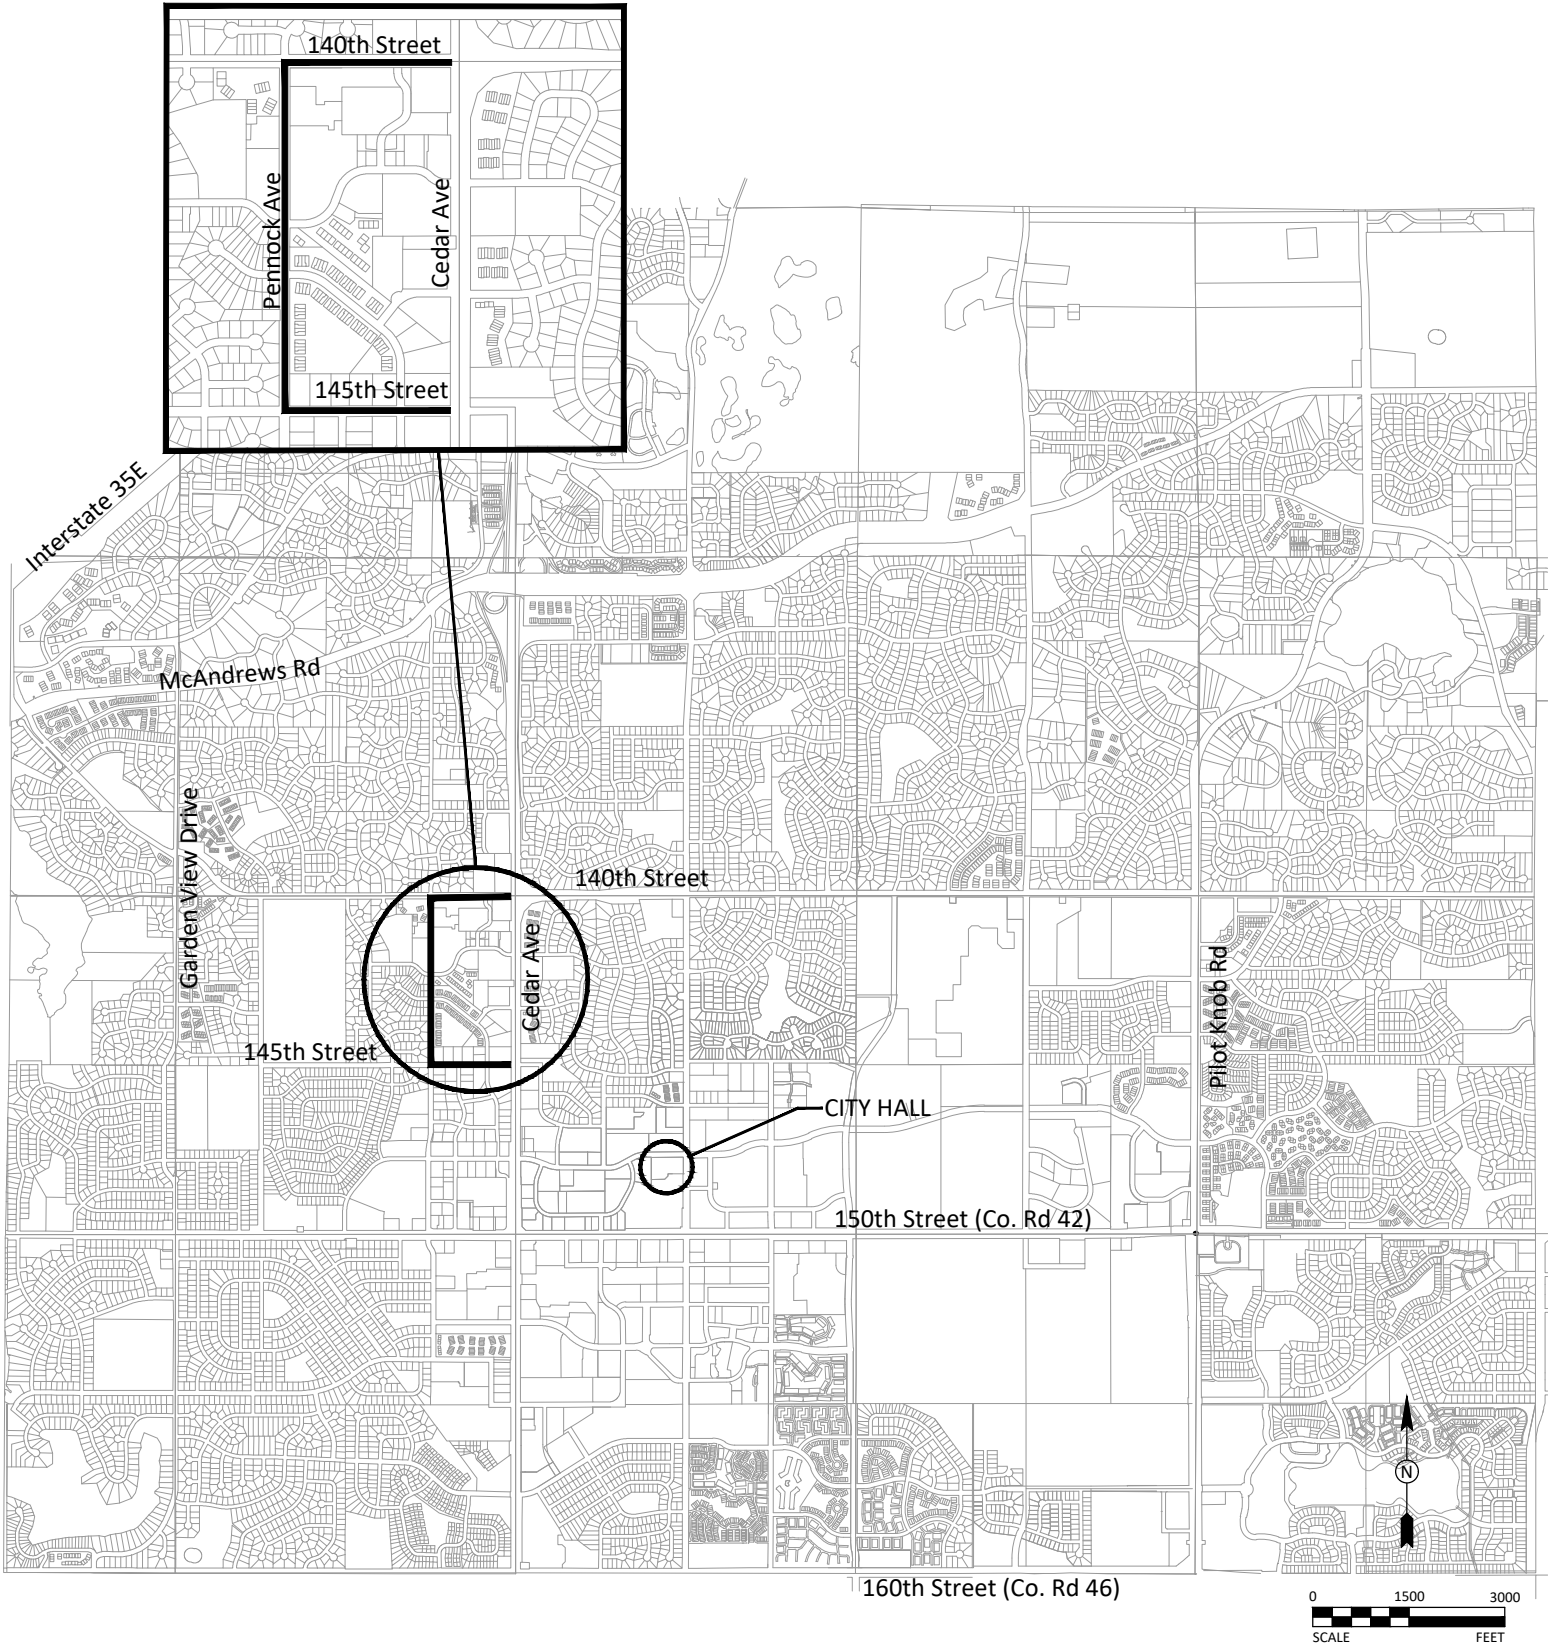 140th Street
Pennock Ave
Cedar Ave
145th Street
Interstate 35E
McAndrews Rd
Garden View Drive
140th Street
Cedar Ave
Pilot Knob Rd
145th Street
CITY HALL
150th Street (Co. Rd 42)
N
160th Street (Co. Rd 46)
0 1500 3000
SCALE FEET